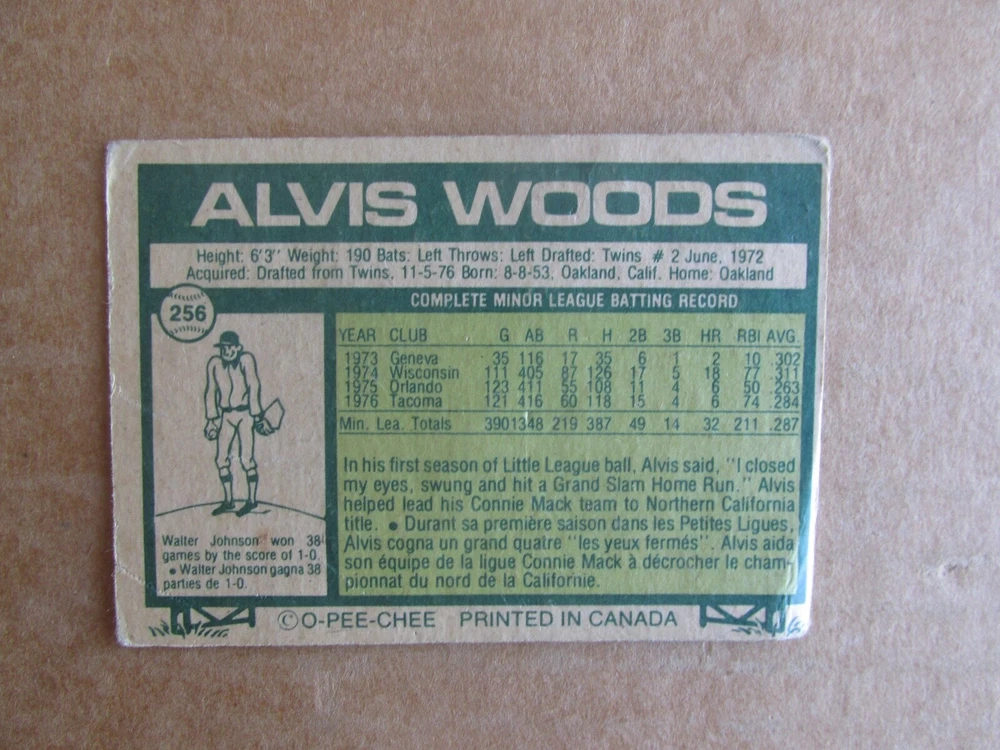 ALVIS WOODS
Height: 6'3" Weight: 190 Bats: Left Throws: Left Drafted: Twins # 2 June, 1972
Acquired: Drafted from Twins, 11-5-76 Born: 8-8-53, Oakland, Calif. Home: Oakland
256
COMPLETE MINOR LEAGUE BATTING RECORD
YEAR CLUB G AB R H 2B 3B HR RBI AVG.
1973 Geneva 35 116 17 35 6 1 2 10 .302
1974 Wisconsin 111 405 87 126 17 5 18 77 .311
1975 Orlando 123 411 55 108 11 4 6 50 .263
1976 Tacoma 121 416 60 118 15 4 6 74 .284
Min. Lea. Totals 390 1348 219 387 49 14 32 211 .287
In his first season of Little League ball, Alvis said, "I closed
my eyes, swung and hit a Grand Slam Home Run." Alvis
helped lead his Connie Mack team to Northern California
title. • Durant sa première saison dans les Petites Ligues,
Alvis cogna un grand quatre "les yeux fermés". Alvis aida
son équipe de la ligue Connie Mack à décrocher le cham-
pionnat du nord de la Californie.
Walter Johnson won 38
games by the score of 1-0.
• Walter Johnson gagna 38
parties de 1-0.
©O-PEE-CHEE PRINTED IN CANADA